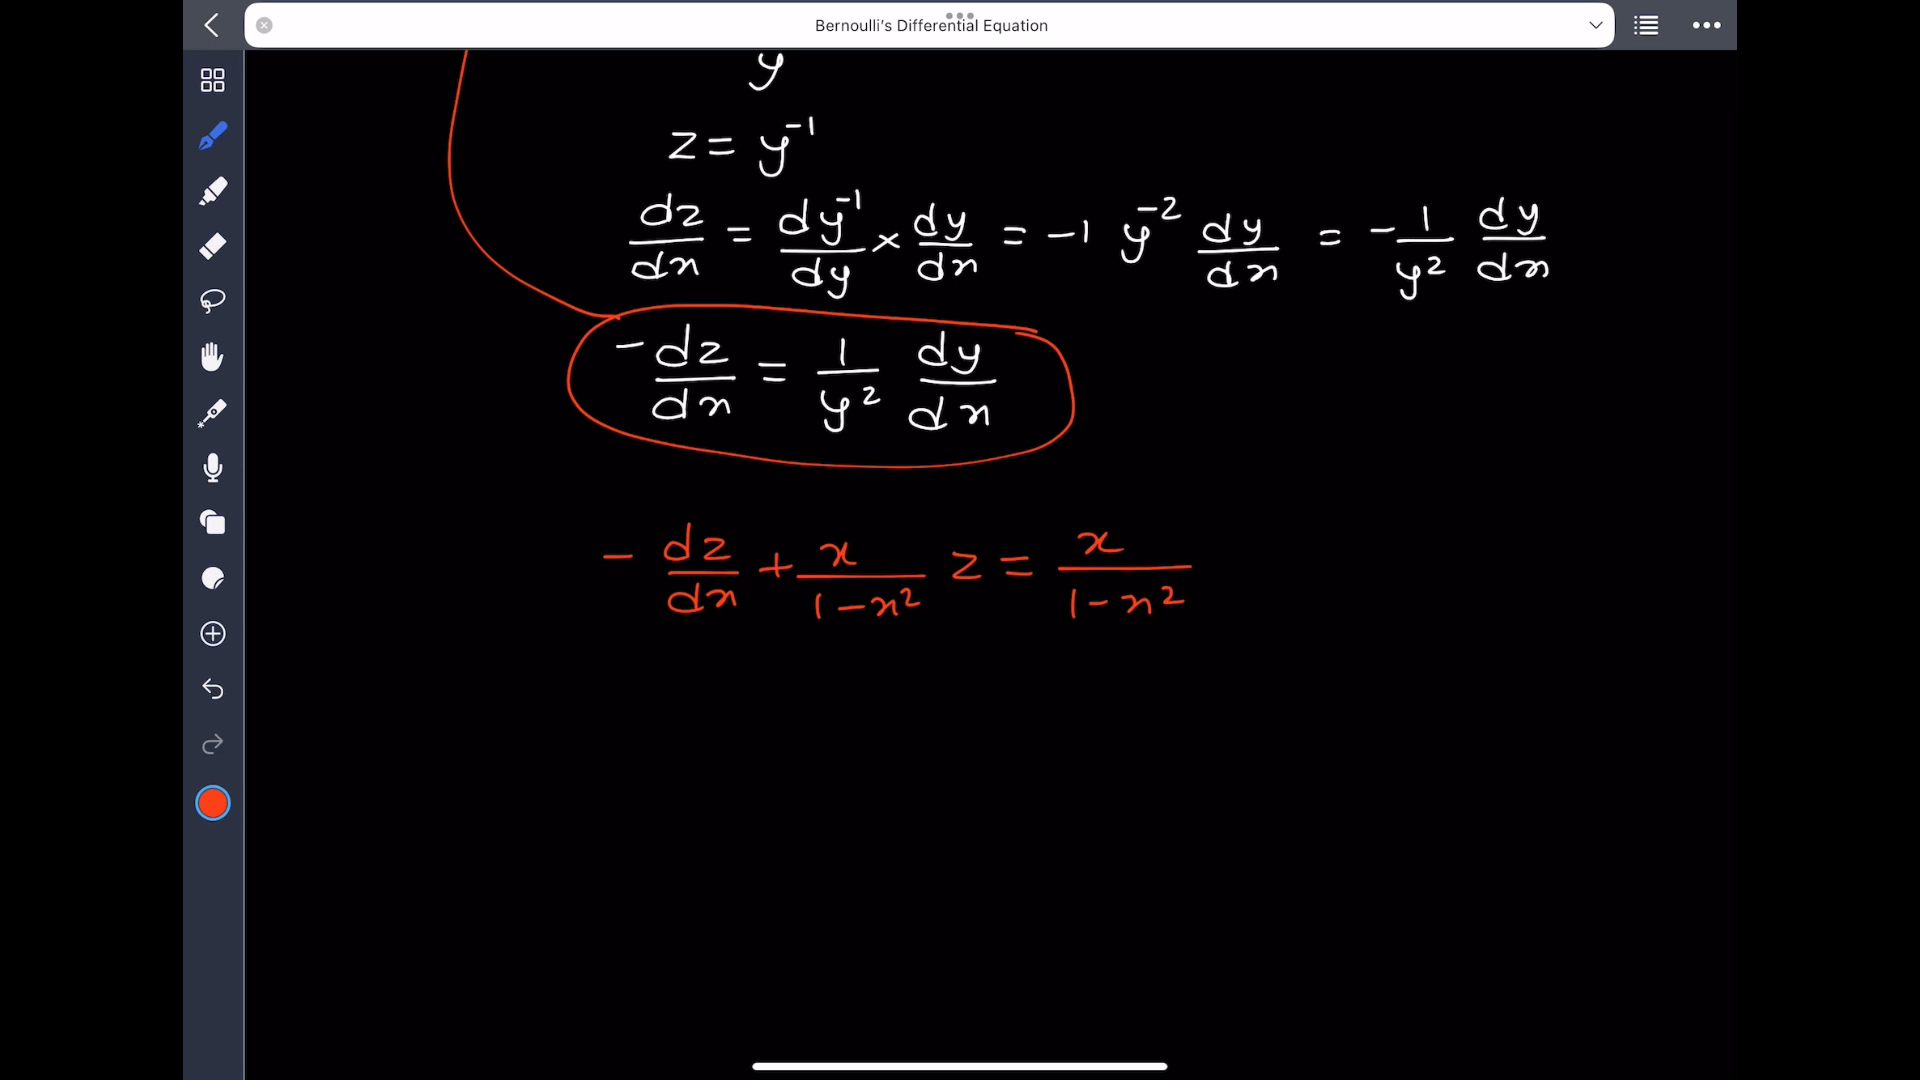 Bernoulli's Differential Equation
y
z = y⁻¹
dz/dx = dy⁻¹/dy × dy/dx = -1 y⁻² dy/dx = -1/y² dy/dx
-dz/dx = 1/y² dy/dx
- dz/dx + x/(1-x²) z = x/(1-x²)